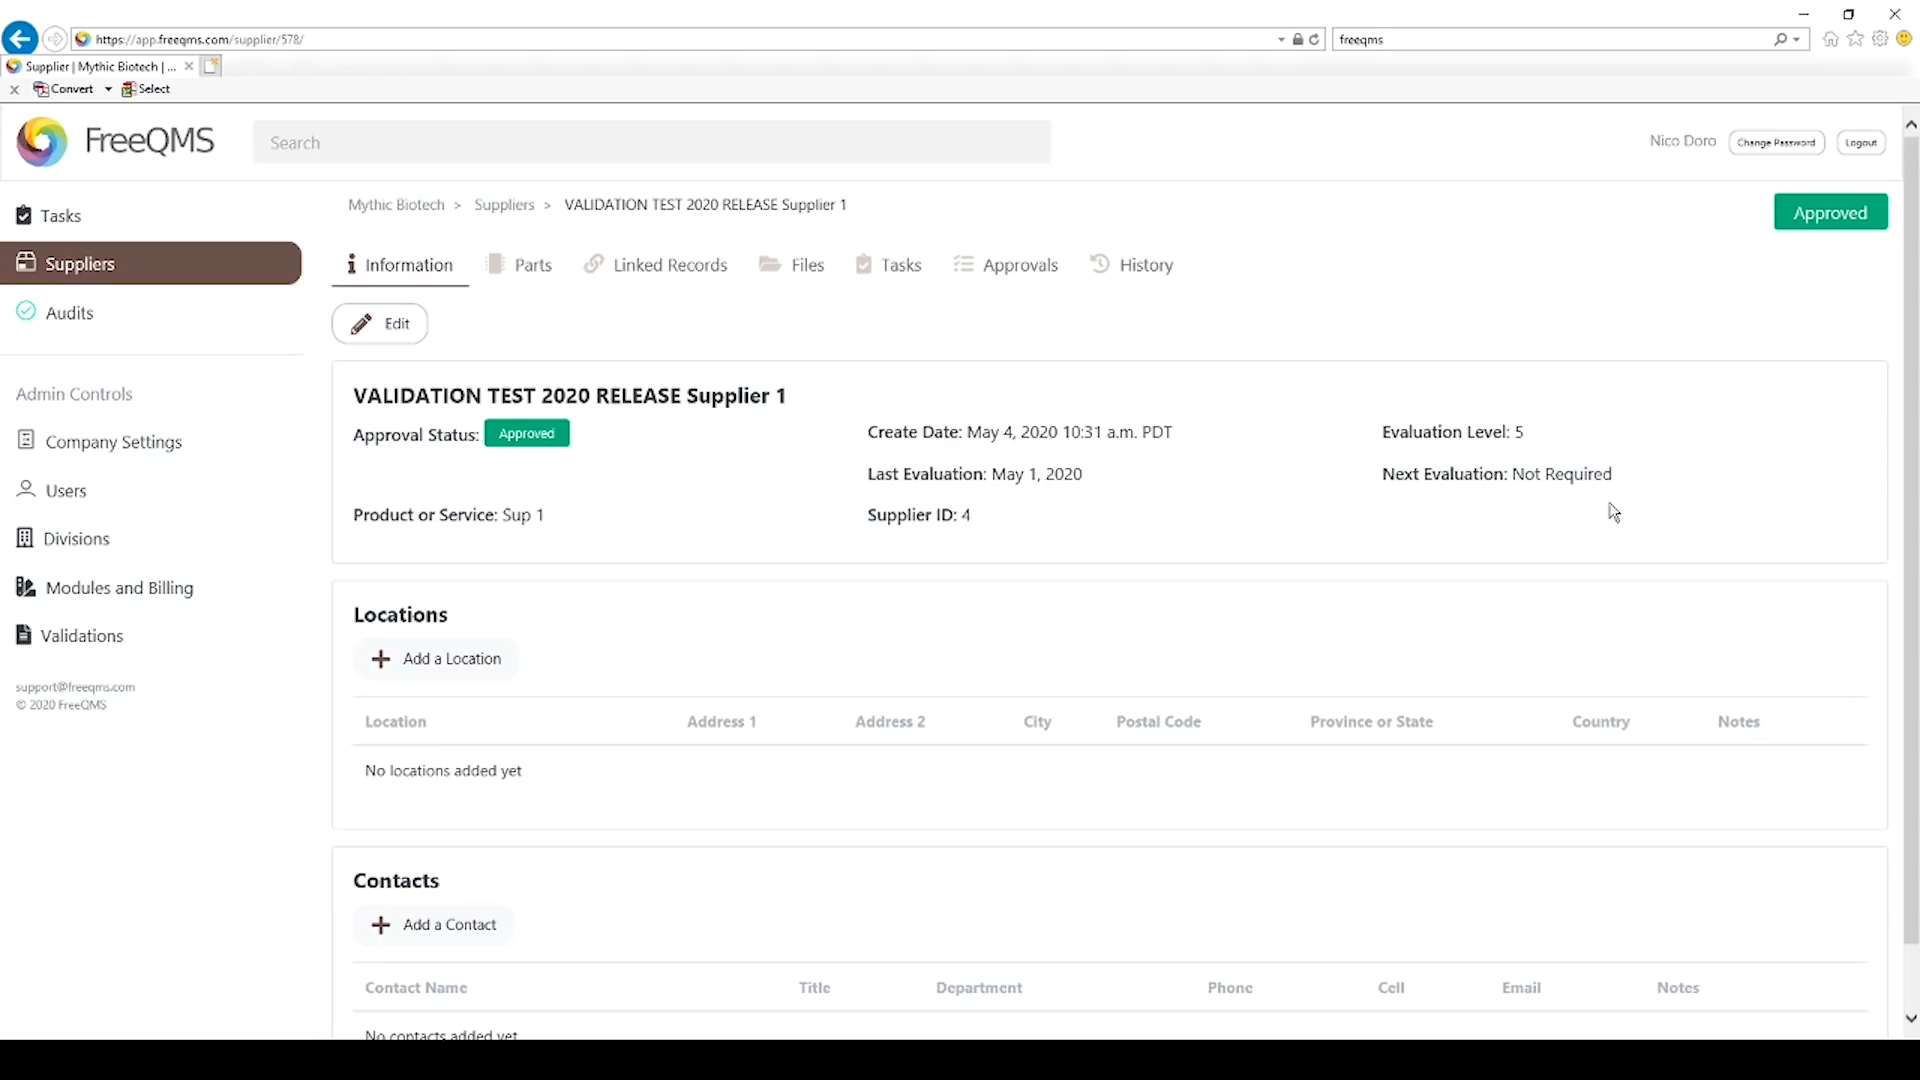 https://app.freeqms.com/supplier/578/
freeqms
Supplier | Mythic Biotech | ...
Convert
Select
FreeQMS
Search
Nico Doro
Change Password
Logout
Tasks
Suppliers
Audits
Admin Controls
Company Settings
Users
Divisions
Modules and Billing
Validations
support@freeqms.com
© 2020 FreeQMS
Mythic Biotech > Suppliers > VALIDATION TEST 2020 RELEASE Supplier 1
Approved
Information Parts Linked Records Files Tasks Approvals History
Edit
VALIDATION TEST 2020 RELEASE Supplier 1
Approval Status: Approved
Create Date: May 4, 2020 10:31 a.m. PDT
Evaluation Level: 5
Last Evaluation: May 1, 2020
Next Evaluation: Not Required
Product or Service: Sup 1
Supplier ID: 4
Locations
Add a Location
Location Address 1 Address 2 City Postal Code Province or State Country Notes
No locations added yet
Contacts
Add a Contact
Contact Name Title Department Phone Cell Email Notes
No contacts added yet